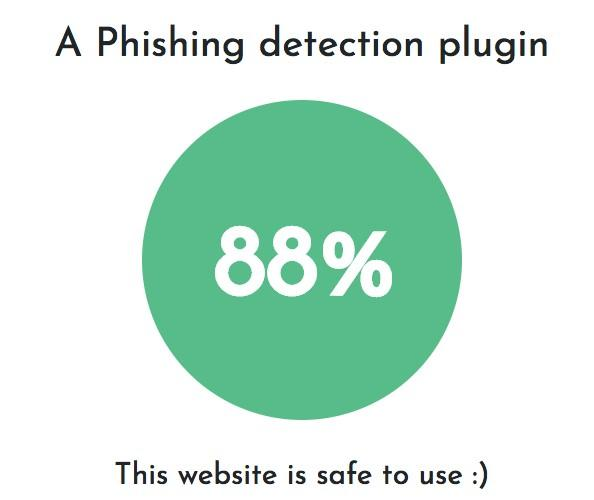 A Phishing detection plugin
88%
This website is safe to use :)